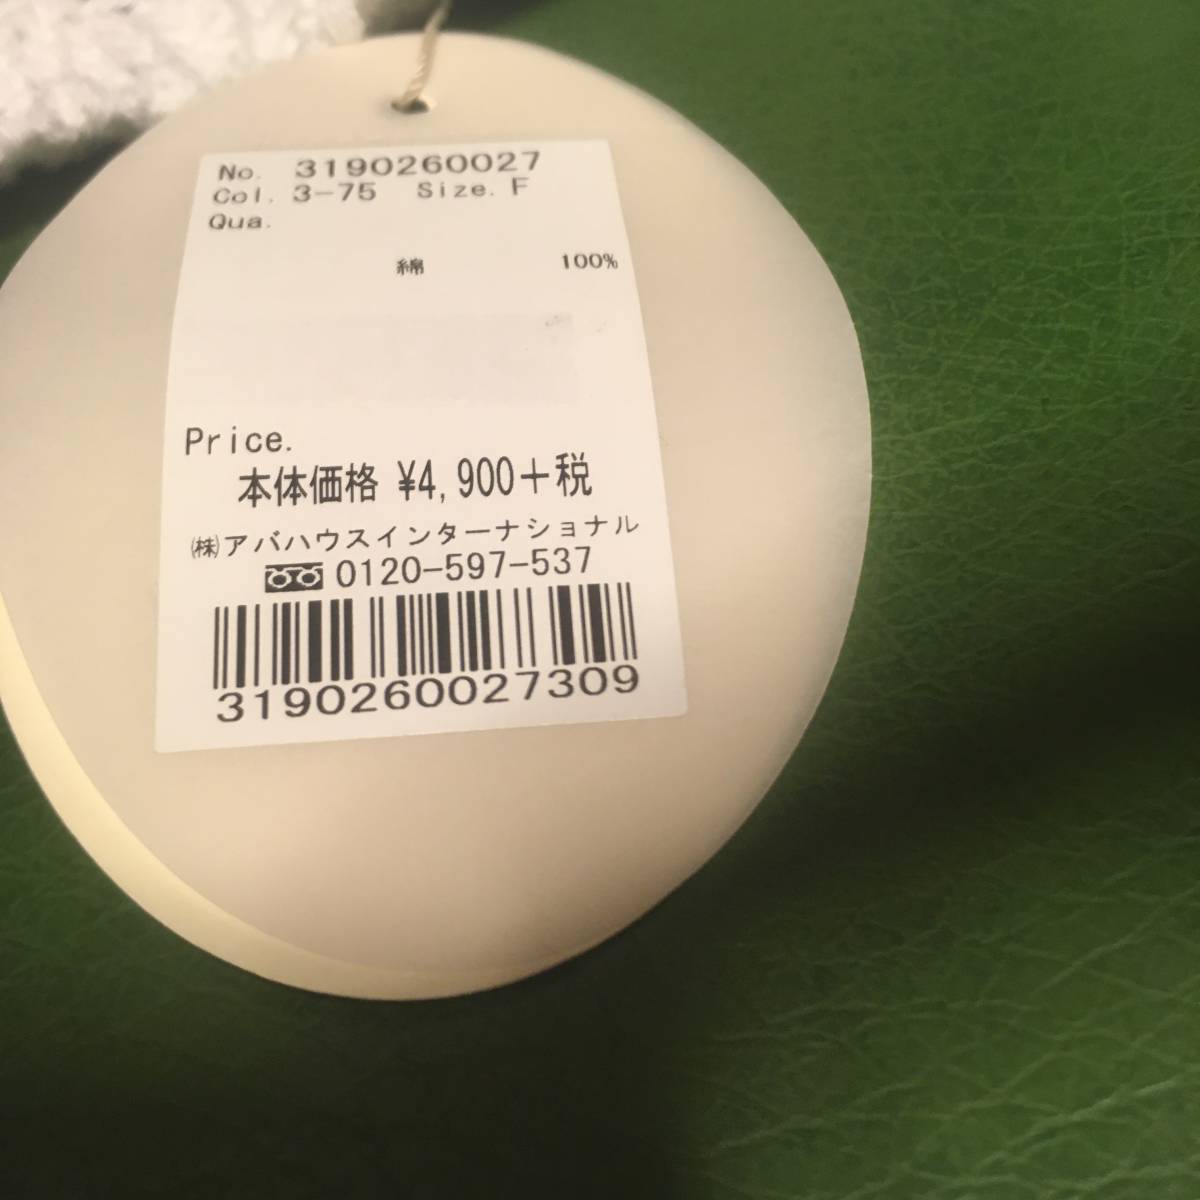 No. 3190260027
Col. 3-75 Size. F
Qua.
綿 100%
Price.
本体価格 ¥4,900+税
㈱アバハウスインターナショナル
0120-597-537
3190260027309